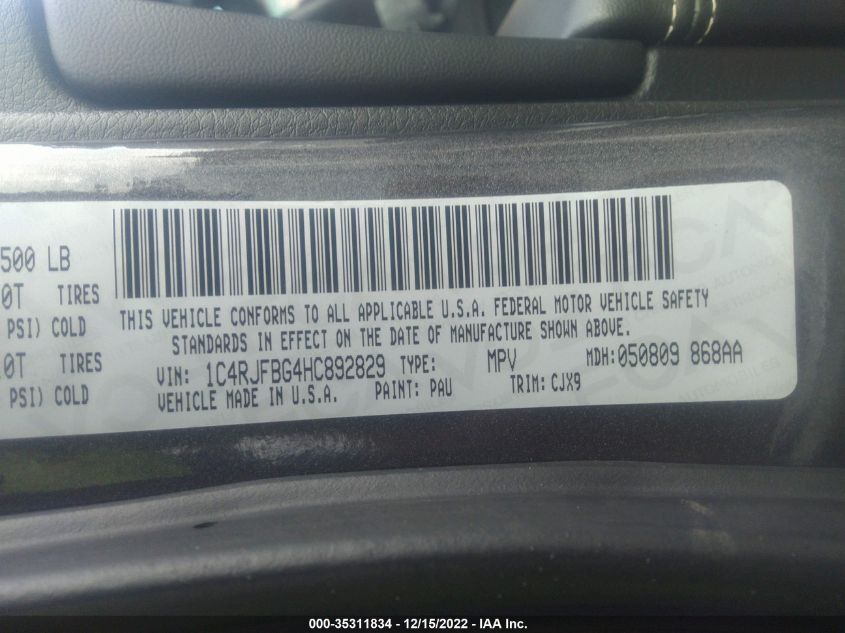 500 LB
0T TIRES
PSI) COLD
0T TIRES
PSI) COLD
THIS VEHICLE CONFORMS TO ALL APPLICABLE U.S.A. FEDERAL MOTOR VEHICLE SAFETY
STANDARDS IN EFFECT ON THE DATE OF MANUFACTURE SHOWN ABOVE.
VIN: 1C4RJFBG4HC892829 TYPE: MPV MDH:050809 868AA
VEHICLE MADE IN U.S.A. PAINT: PAU TRIM: CJX9
000-35311834 - 12/15/2022 - IAA Inc.